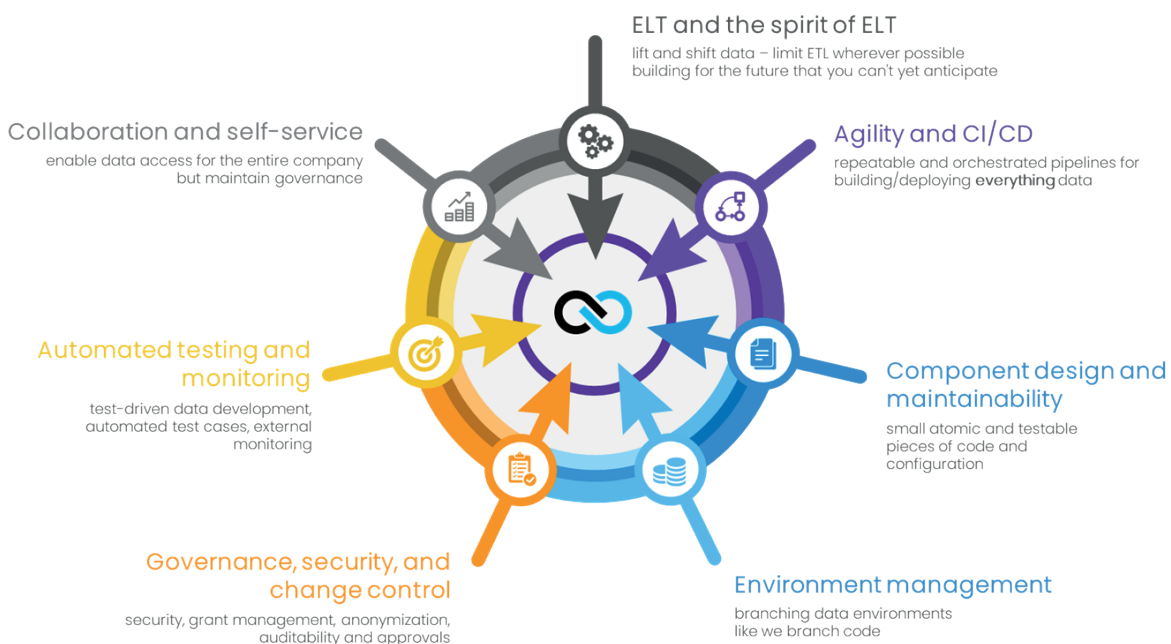 ELT and the spirit of ELT
lift and shift data – limit ETL wherever possible
building for the future that you can't yet anticipate
Agility and CI/CD
repeatable and orchestrated pipelines for
building/deploying everything data
Component design and
maintainability
small atomic and testable
pieces of code and
configuration
Environment management
branching data environments
like we branch code
Governance, security, and
change control
security, grant management, anonymization,
auditability and approvals
Automated testing and
monitoring
test-driven data development,
automated test cases, external
monitoring
Collaboration and self-service
enable data access for the entire company
but maintain governance